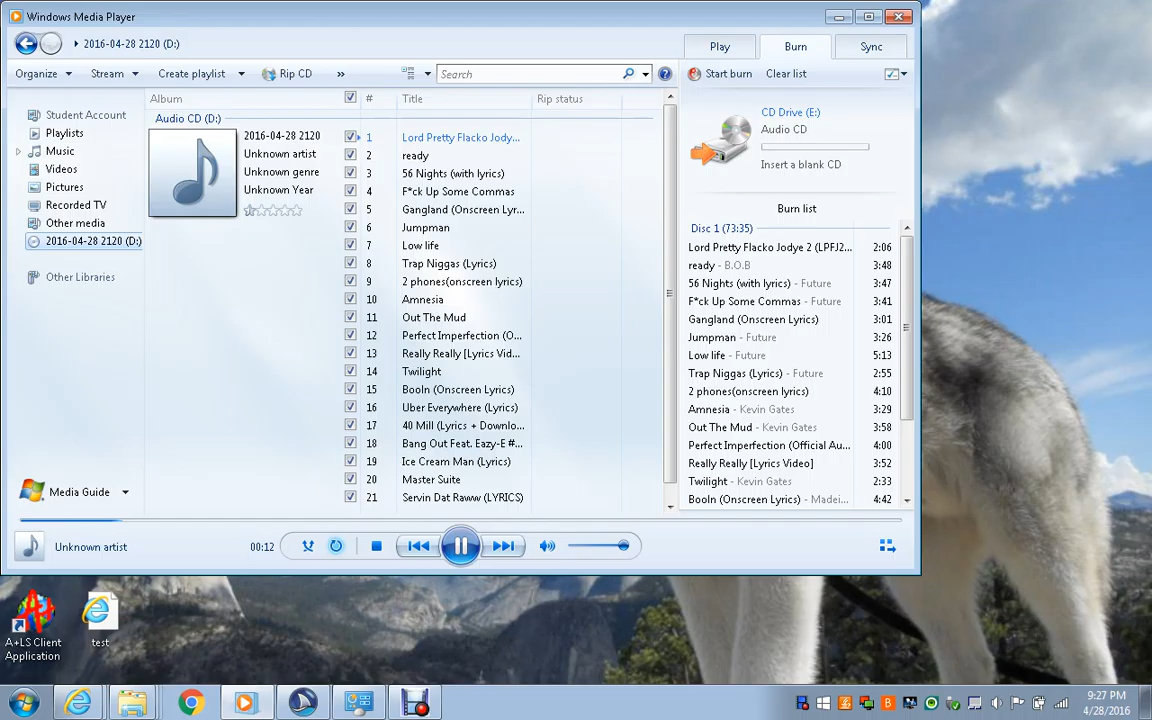 Windows Media Player
2016-04-28 2120 (D:)
Play
Burn
Sync
Organize
Stream
Create playlist
Rip CD
»
Search
Start burn
Clear list
Student Account
Playlists
Music
Videos
Pictures
Recorded TV
Other media
2016-04-28 2120 (D:)
Other Libraries
Album
#
Title
Rip status
Audio CD (D:)
2016-04-28 2120
Unknown artist
Unknown genre
Unknown Year
1 Lord Pretty Flacko Jody...
2 ready
3 56 Nights (with lyrics)
4 F*ck Up Some Commas
5 Gangland (Onscreen Lyr...
6 Jumpman
7 Low life
8 Trap Niggas (Lyrics)
9 2 phones(onscreen lyrics)
10 Amnesia
11 Out The Mud
12 Perfect Imperfection (O...
13 Really Really [Lyrics Vid...
14 Twilight
15 BooIn (Onscreen Lyrics)
16 Uber Everywhere (Lyrics)
17 40 Mill (Lyrics + Downlo...
18 Bang Out Feat. Eazy-E #...
19 Ice Cream Man (Lyrics)
20 Master Suite
21 Servin Dat Raww (LYRICS)
CD Drive (E:)
Audio CD
Insert a blank CD
Burn list
Disc 1 (73:35)
Lord Pretty Flacko Jodye 2 (LPFJ2... 2:06
ready - B.O.B 3:48
56 Nights (with lyrics) - Future 3:47
F*ck Up Some Commas - Future 3:41
Gangland (Onscreen Lyrics) 3:01
Jumpman - Future 3:26
Low life - Future 5:13
Trap Niggas (Lyrics) - Future 2:55
2 phones(onscreen lyrics) 4:10
Amnesia - Kevin Gates 3:29
Out The Mud - Kevin Gates 3:58
Perfect Imperfection (Official Au... 4:00
Really Really [Lyrics Video] 3:52
Twilight - Kevin Gates 2:33
BooIn (Onscreen Lyrics) - Madei... 4:42
Media Guide
Unknown artist
00:12
A+LS Client
Application
test
9:27 PM
4/28/2016